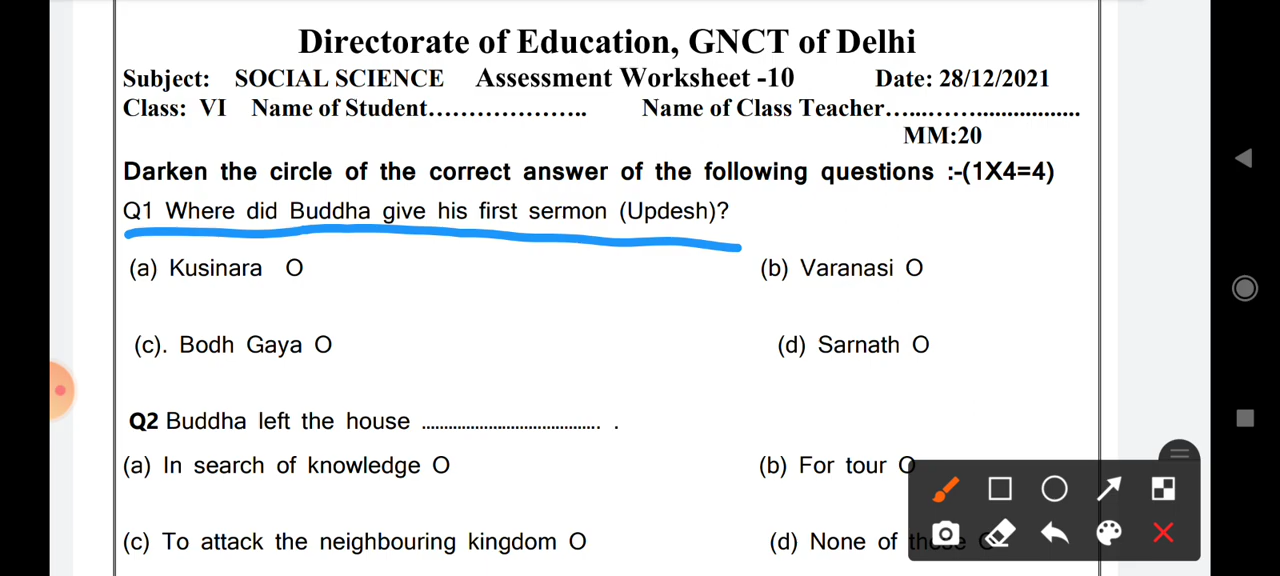 Directorate of Education, GNCT of Delhi
Subject: SOCIAL SCIENCE Assessment Worksheet -10 Date: 28/12/2021
Class: VI Name of Student..................... Name of Class Teacher..............................
MM:20
Darken the circle of the correct answer of the following questions :-(1X4=4)
Q1 Where did Buddha give his first sermon (Updesh)?
(a) Kusinara O (b) Varanasi O
(c). Bodh Gaya O (d) Sarnath O
Q2 Buddha left the house ........................................ .
(a) In search of knowledge O (b) For tour O
(c) To attack the neighbouring kingdom O (d) None of those O